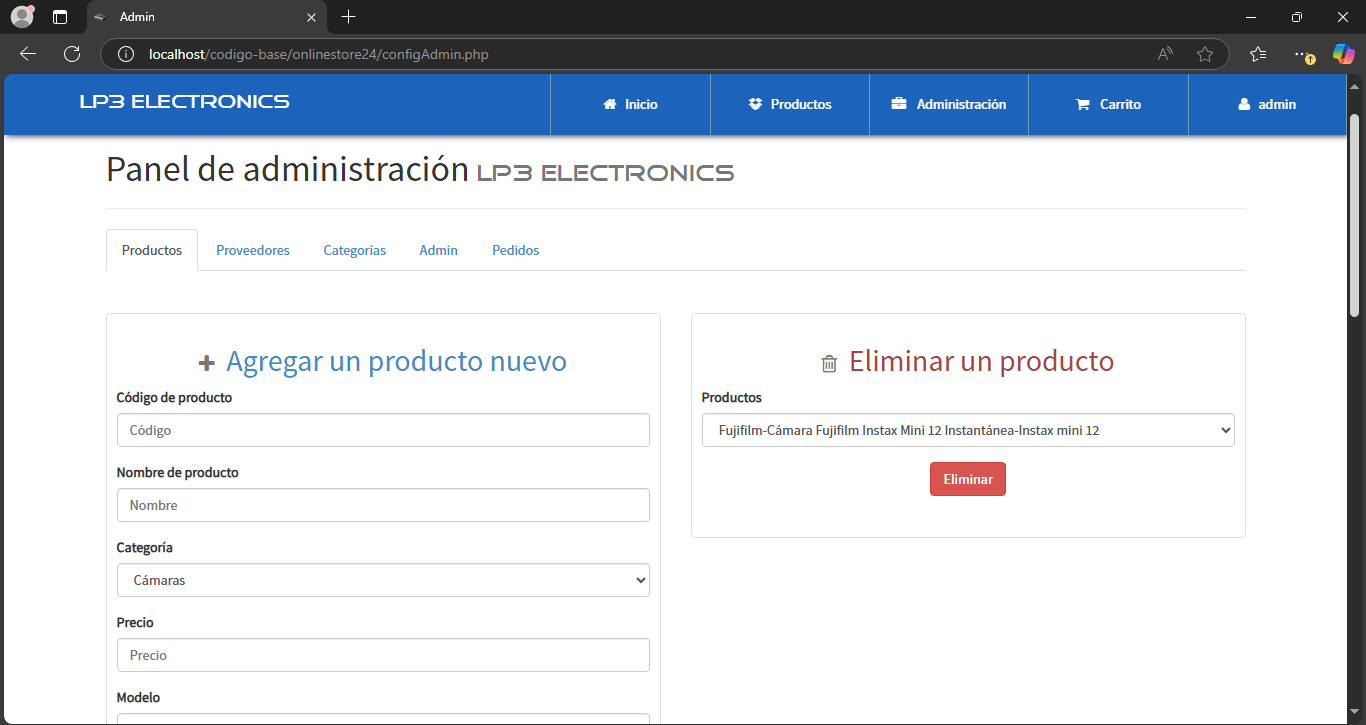 Admin
localhost/codigo-base/onlinestore24/configAdmin.php
LP3 ELECTRONICS
Inicio
Productos
Administración
Carrito
admin
Panel de administración LP3 ELECTRONICS
Productos
Proveedores
Categorías
Admin
Pedidos
Agregar un producto nuevo
Código de producto
Código
Nombre de producto
Nombre
Categoría
Cámaras
Precio
Precio
Modelo
Eliminar un producto
Productos
Fujifilm-Cámara Fujifilm Instax Mini 12 Instantánea-Instax mini 12
Eliminar